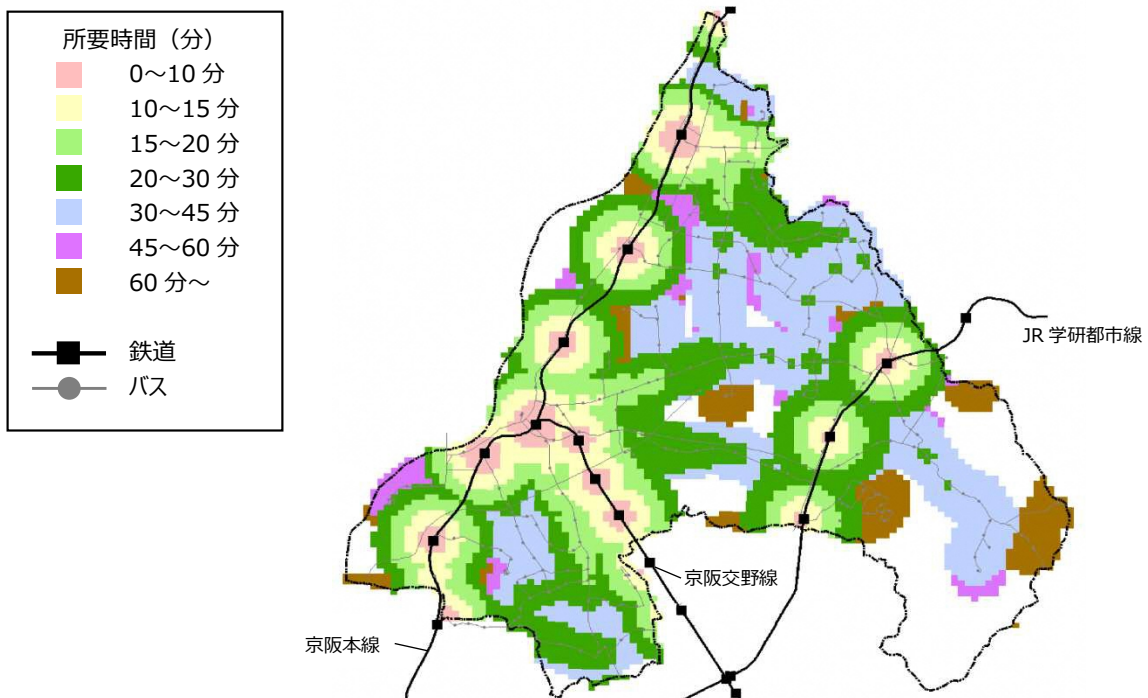 所要時間（分）
0～10 分
10～15 分
15～20 分
20～30 分
30～45 分
45～60 分
60 分～
鉄道
バス
JR 学研都市線
京阪交野線
京阪本線